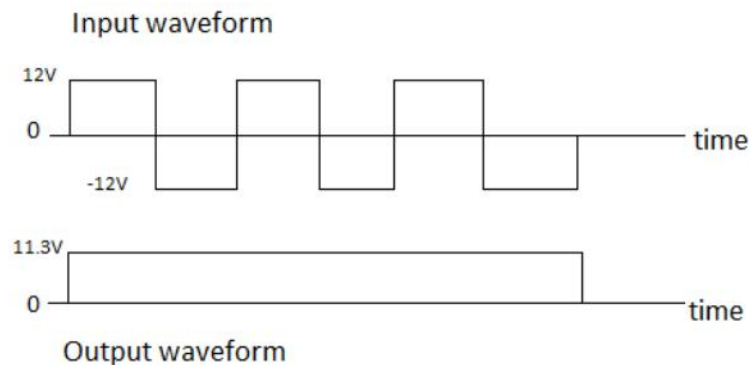 Input waveform
12V
0
time
-12V
11.3V
0
time
Output waveform